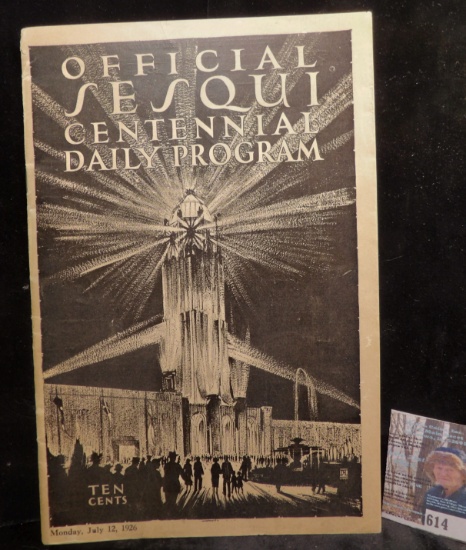 OFFICIAL
SESQUI
CENTENNIAL
DAILY PROGRAM
TEN
CENTS
Monday, July 12, 1926
614